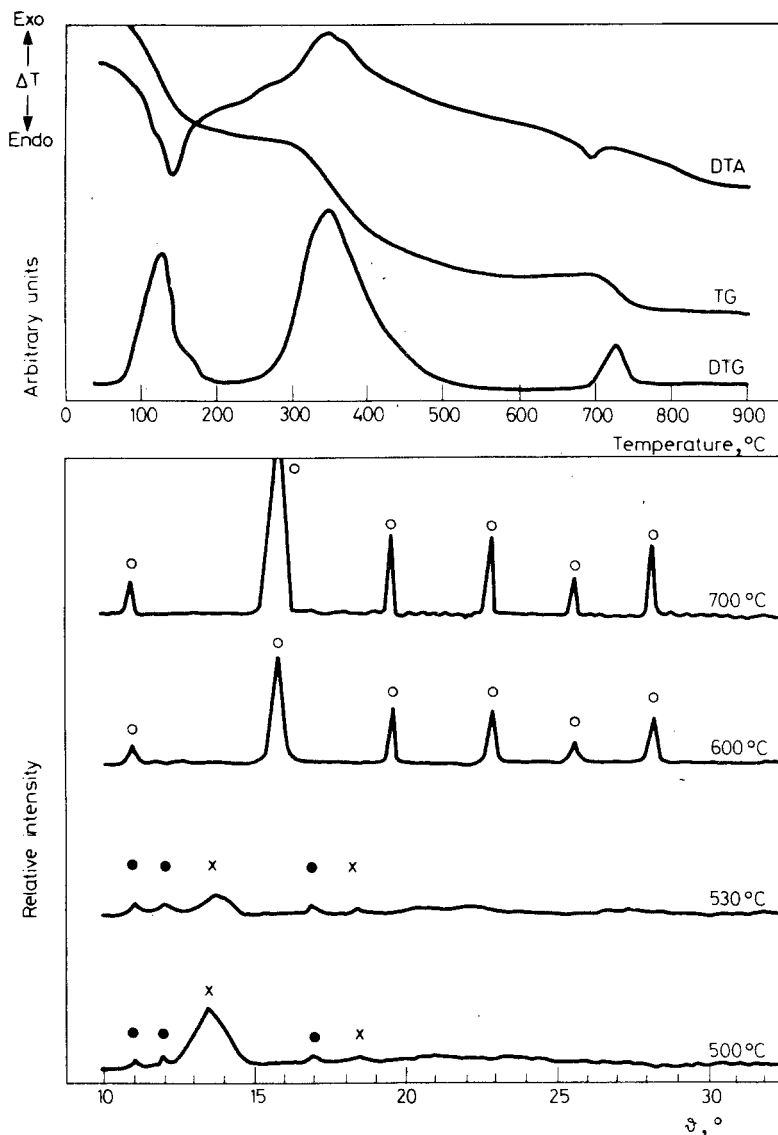 Exo
ΔT
Endo
Arbitrary units
DTA
TG
DTG
0 100 200 300 400 500 600 700 800 900
Temperature, °C
Relative intensity
700 °C
600 °C
530 °C
500 °C
10 15 20 25 30
ϑ, °